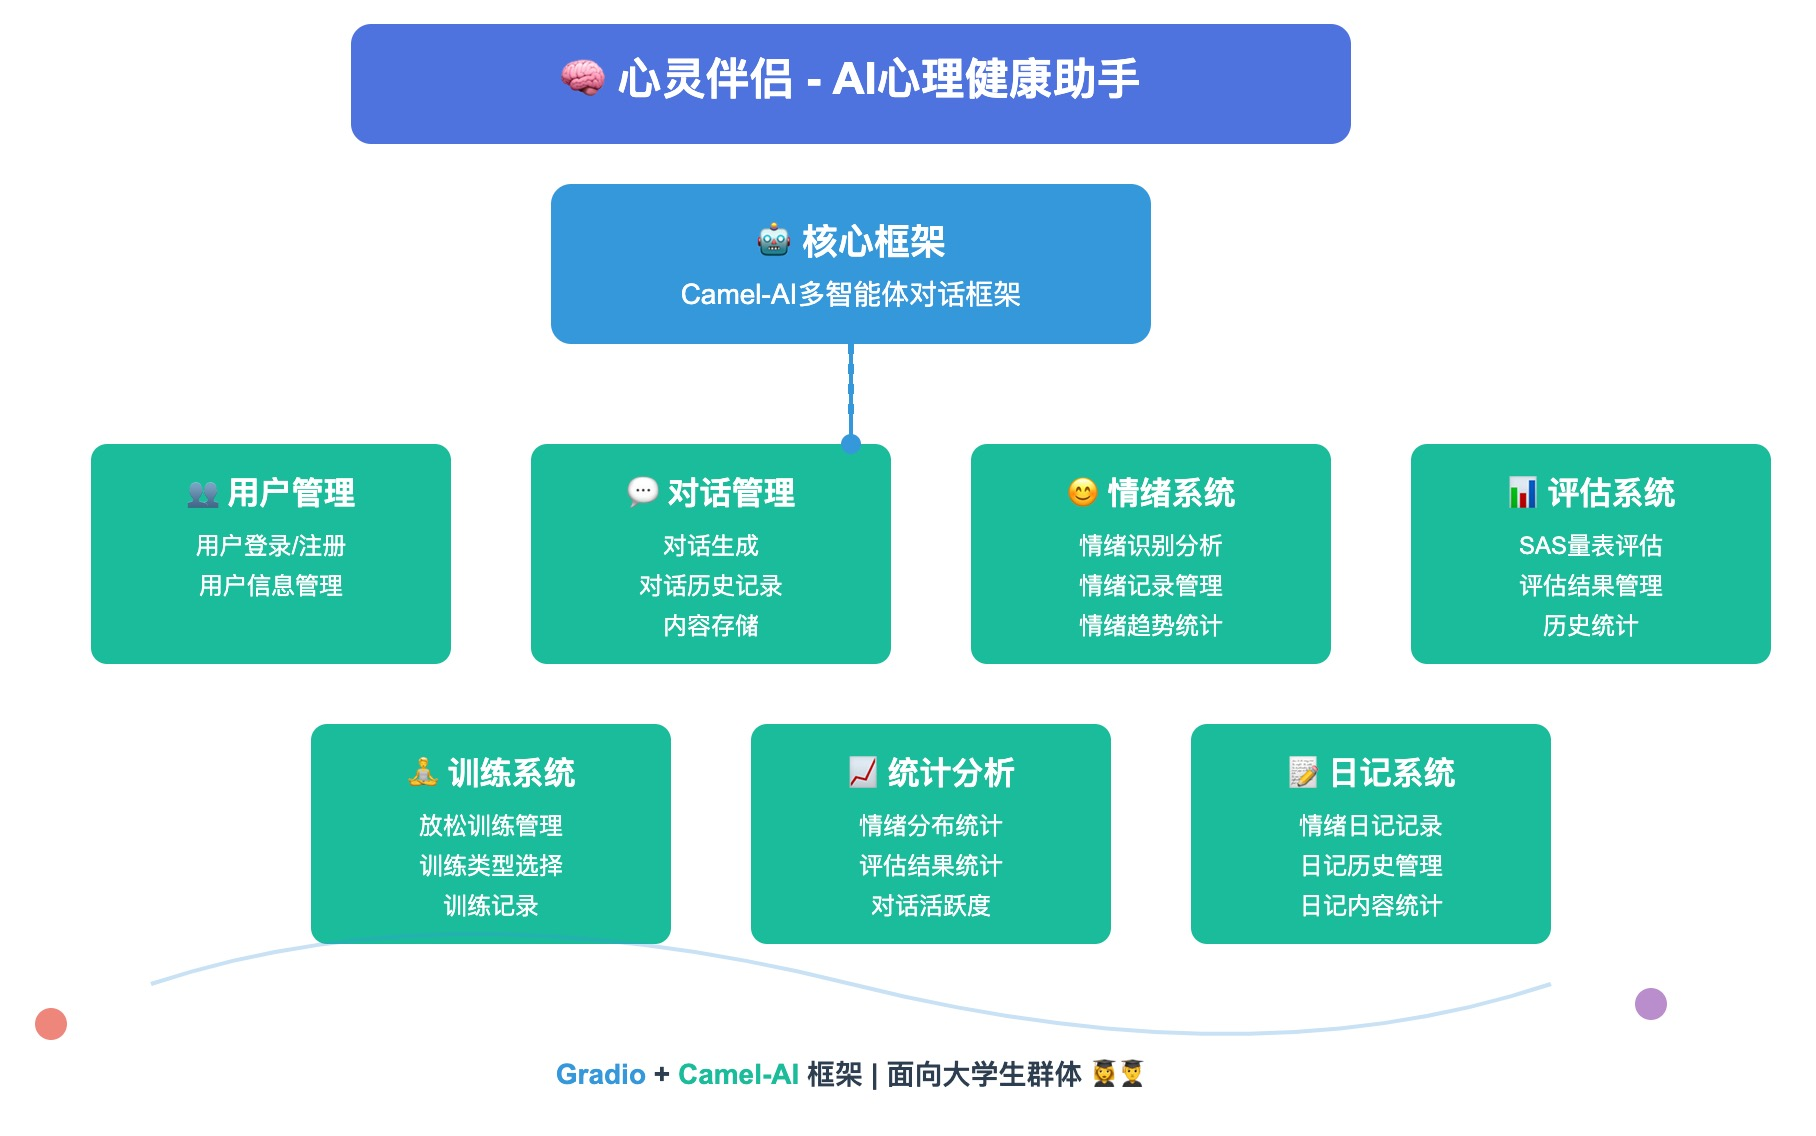 🧠 心灵伴侣 - AI心理健康助手
🤖 核心框架
Camel-AI多智能体对话框架
👥 用户管理
用户登录/注册
用户信息管理
💬 对话管理
对话生成
对话历史记录
内容存储
😊 情绪系统
情绪识别分析
情绪记录管理
情绪趋势统计
📊 评估系统
SAS量表评估
评估结果管理
历史统计
🧘 训练系统
放松训练管理
训练类型选择
训练记录
📈 统计分析
情绪分布统计
评估结果统计
对话活跃度
📝 日记系统
情绪日记记录
日记历史管理
日记内容统计
Gradio + Camel-AI 框架 | 面向大学生群体 👩‍🎓👨‍🎓